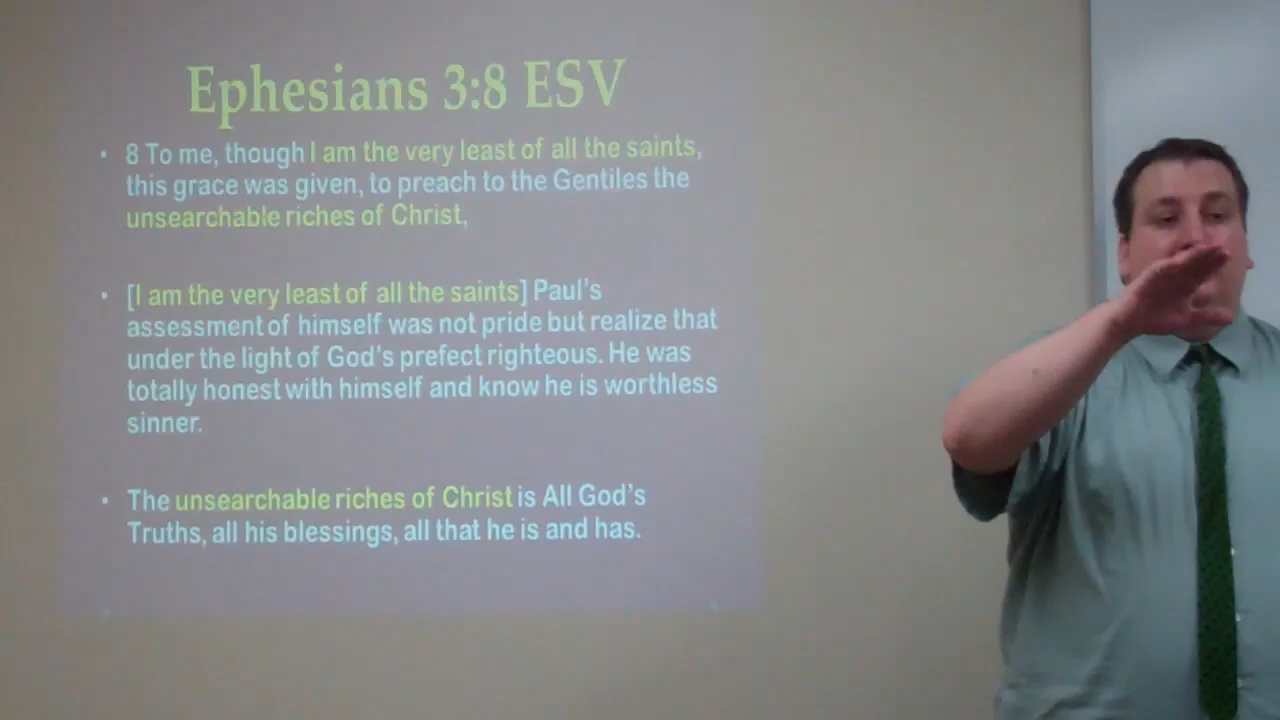 Ephesians 3:8 ESV
• 8 To me, though I am the very least of all the saints,
this grace was given, to preach to the Gentiles the
unsearchable riches of Christ,
• [I am the very least of all the saints] Paul's
assessment of himself was not pride but realize that
under the light of God's prefect righteous. He was
totally honest with himself and know he is worthless
sinner.
• The unsearchable riches of Christ is All God's
Truths, all his blessings, all that he is and has.